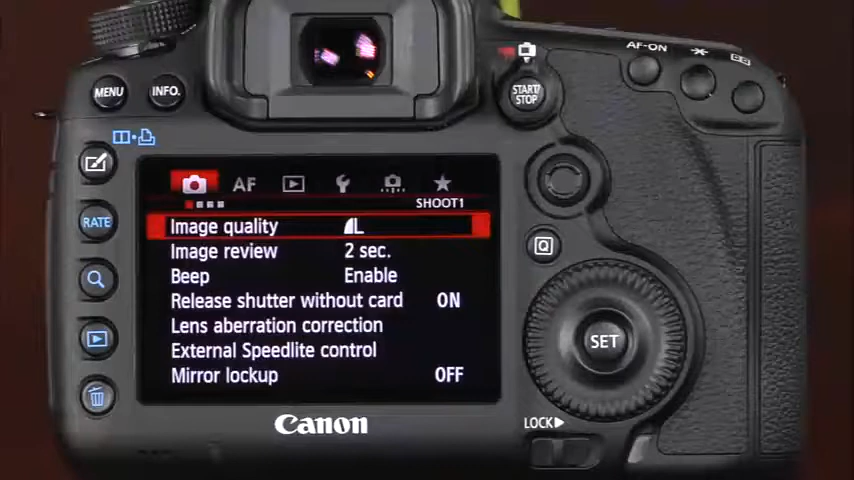 AF-ON
MENU
INFO.
START/
STOP
AF
SHOOT1
RATE
Image quality L
Image review 2 sec.
Q
Beep Enable
Release shutter without card ON
Lens aberration correction
SET
External Speedlite control
Mirror lockup OFF
Canon
LOCK▶